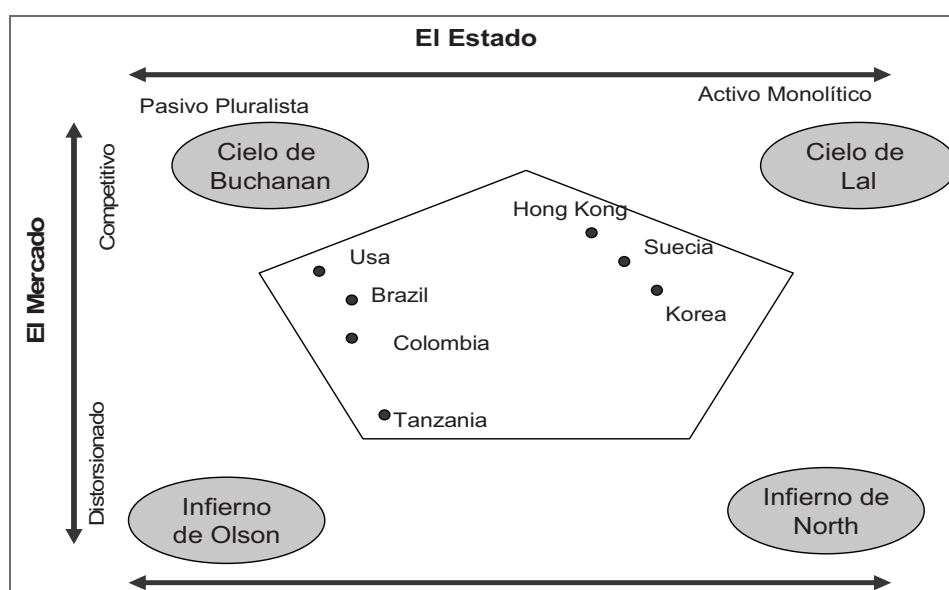 El Estado
Pasivo Pluralista
Activo Monolítico
Cielo de
Buchanan
Cielo de
Lal
El Mercado
Competitivo
Distorsionado
Hong Kong
Suecia
Korea
Usa
Brazil
Colombia
Tanzania
Infierno
de Olson
Infierno de
North